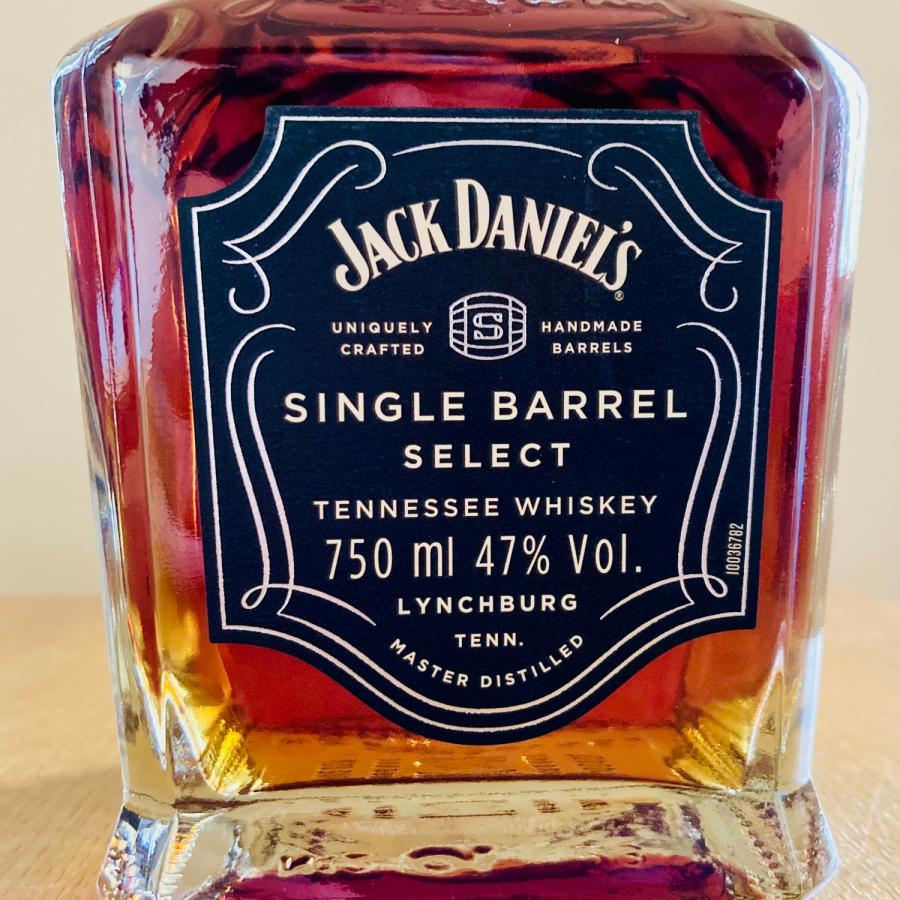 JACK DANIEL'S
®
UNIQUELY CRAFTED
S
HANDMADE BARRELS
SINGLE BARREL
SELECT
TENNESSEE WHISKEY
750 ml 47% Vol.
LYNCHBURG
TENN.
MASTER DISTILLED
10036782